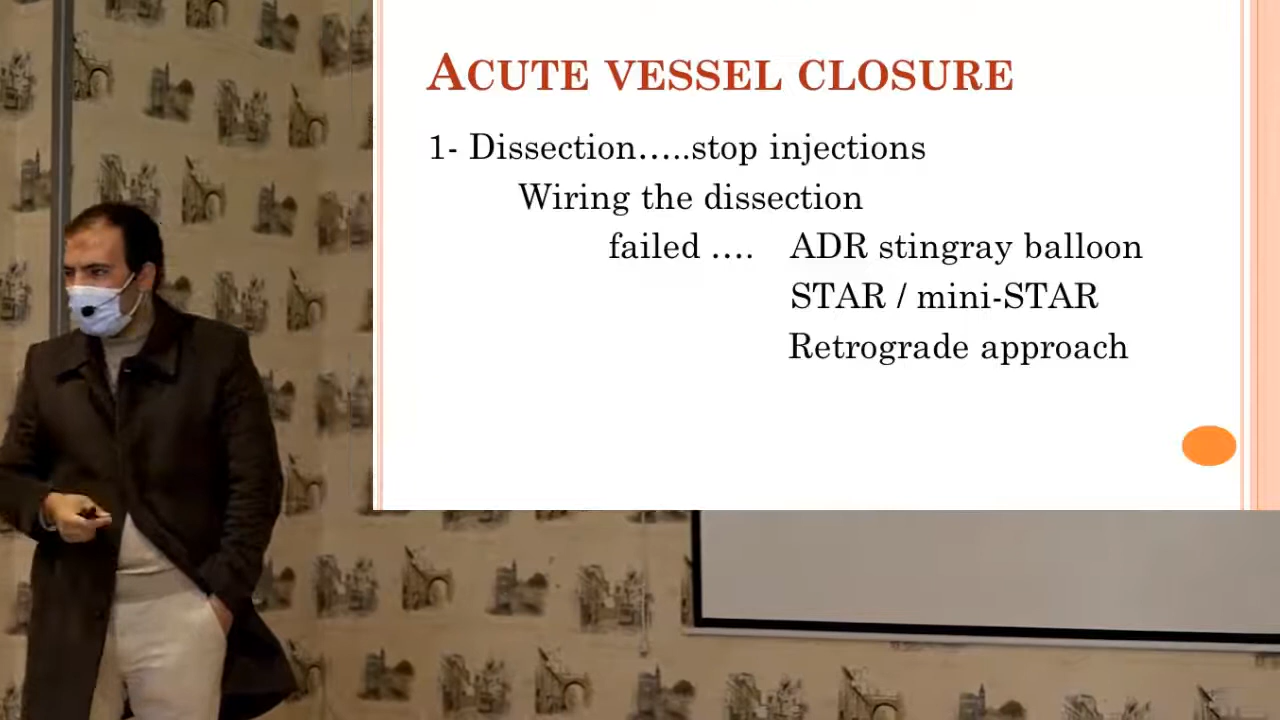 ACUTE VESSEL CLOSURE
1- Dissection.....stop injections
Wiring the dissection
failed .... ADR stingray balloon
STAR / mini-STAR
Retrograde approach